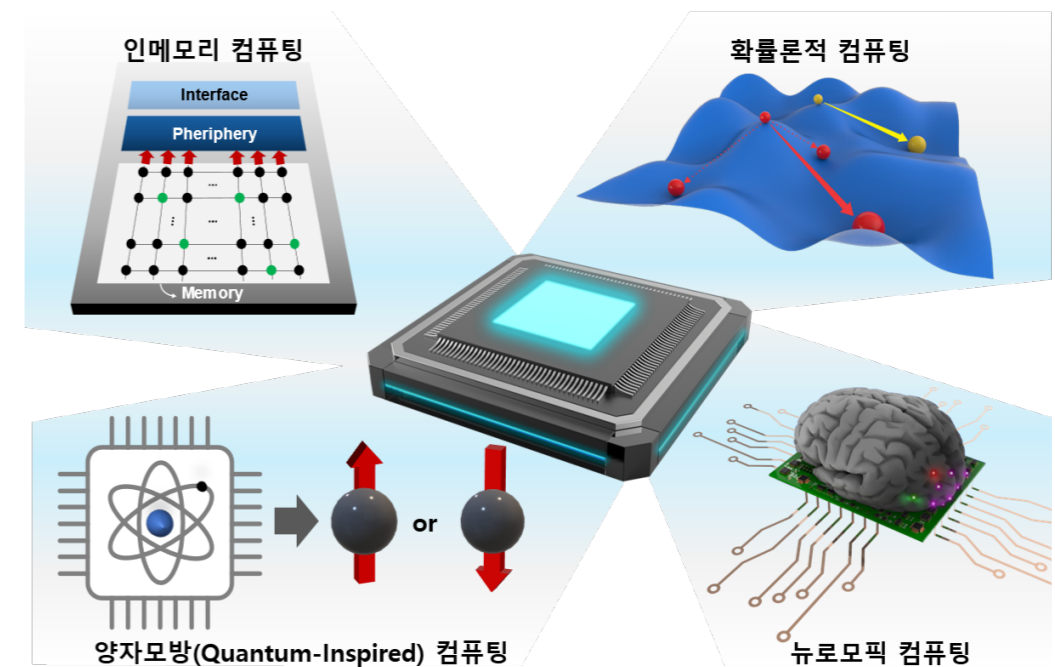 인메모리 컴퓨팅
Interface
Pheriphery
Memory
확률론적 컴퓨팅
or
양자모방(Quantum-Inspired) 컴퓨팅
뉴로모픽 컴퓨팅